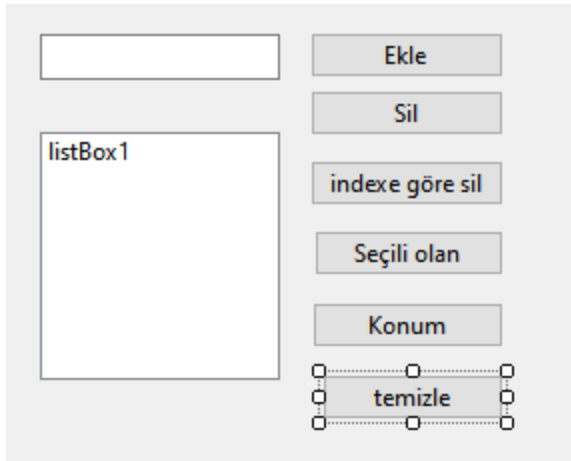 Ekle
Sil
listBox1
indexe göre sil
Seçili olan
Konum
temizle